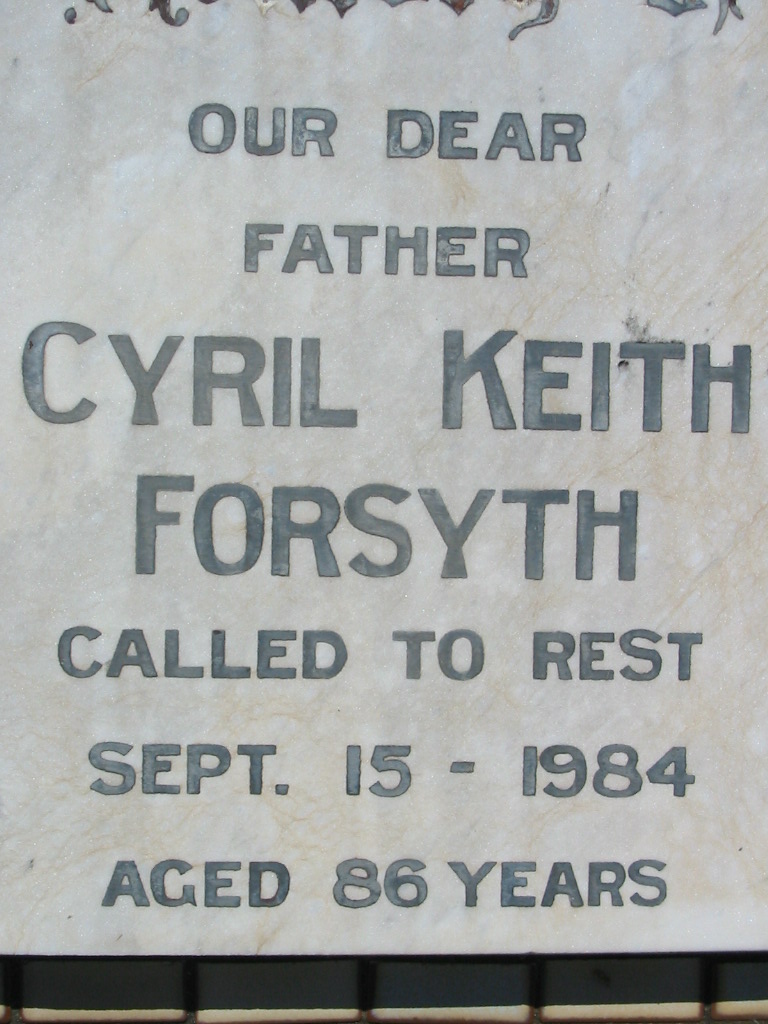 OUR DEAR
FATHER
CYRIL KEITH
FORSYTH
CALLED TO REST
SEPT. 15 - 1984
AGED 86 YEARS